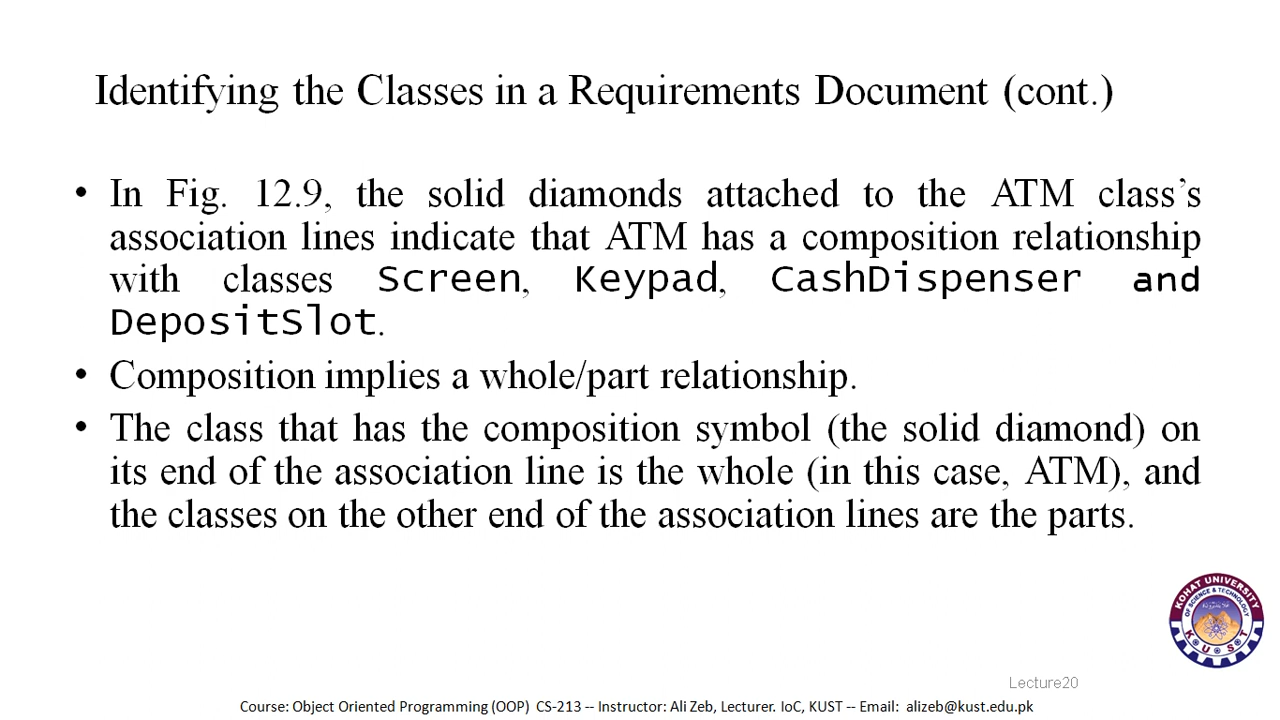 Identifying the Classes in a Requirements Document (cont.)
• In Fig. 12.9, the solid diamonds attached to the ATM class’s
association lines indicate that ATM has a composition relationship
with classes Screen, Keypad, CashDispenser and
DepositSlot.
• Composition implies a whole/part relationship.
• The class that has the composition symbol (the solid diamond) on
its end of the association line is the whole (in this case, ATM), and
the classes on the other end of the association lines are the parts.
KOHAT UNIVERSITY
OF SCIENCE & TECHNOLOGY
K U S T
Lecture20
Course: Object Oriented Programming (OOP) CS-213 -- Instructor: Ali Zeb, Lecturer. IoC, KUST -- Email: alizeb@kust.edu.pk